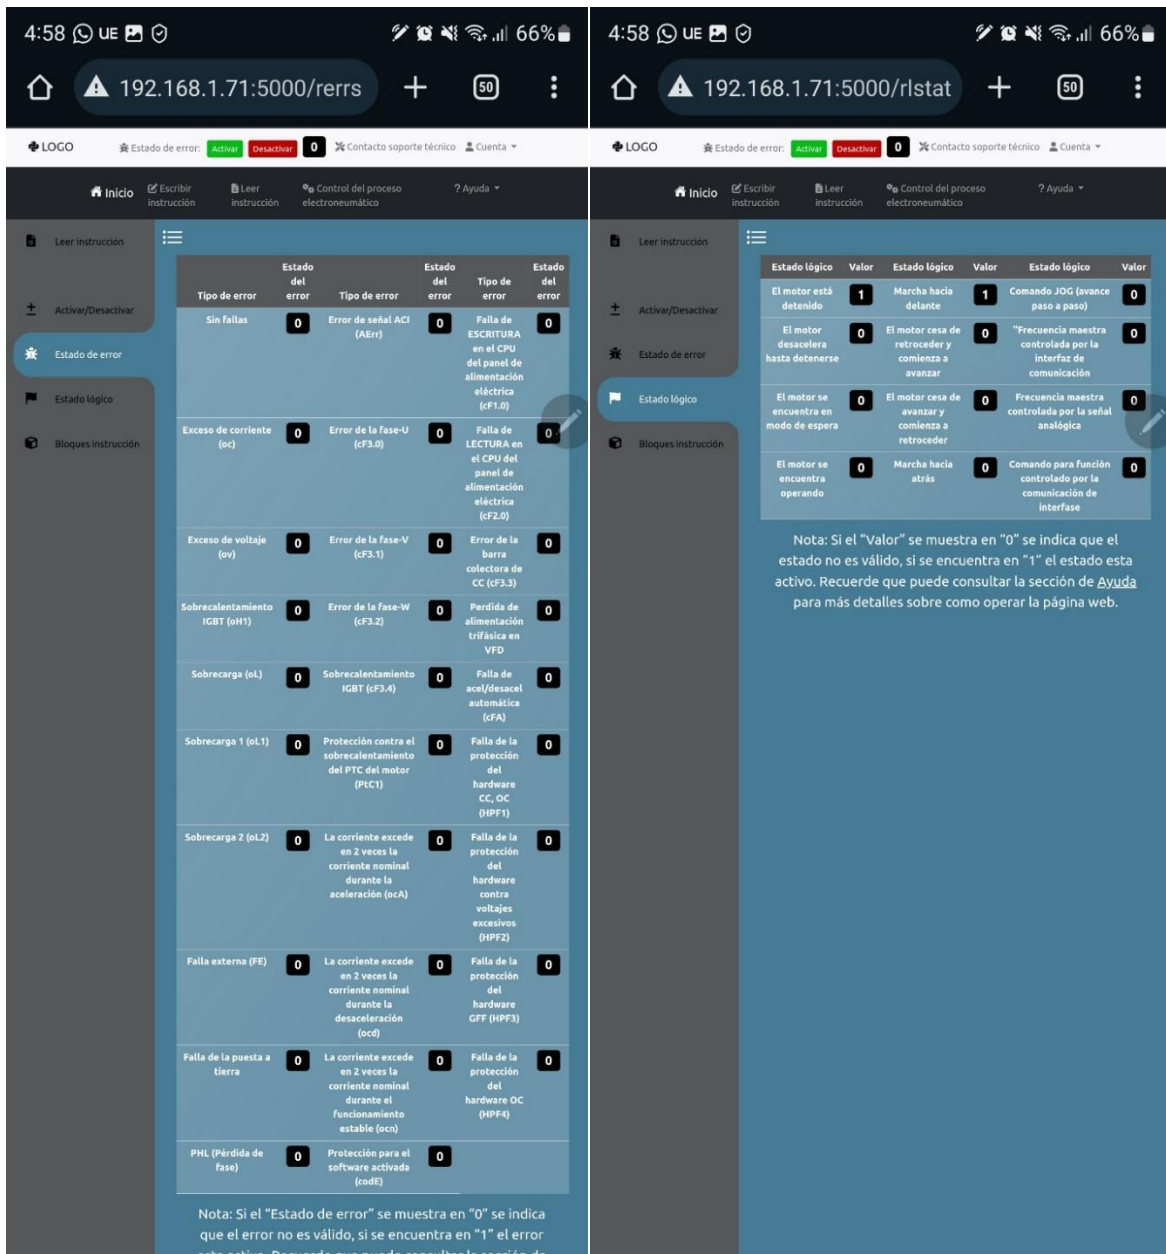 4:58 UE 66%
192.168.1.71:5000/rerrs + 50
LOGO Estado de error: Activar Desactivar 0 Contacto soporte técnico Cuenta
Inicio Escribir instrucción Leer instrucción Control del proceso electroneumático ? Ayuda
Leer instrucción
Activar/Desactivar
Estado de error
Estado lógico
Bloques instrucción
Tipo de error Estado del error Tipo de error Estado del error Tipo de error Estado del error
Sin fallas 0 Error de señal ACI (AErr) 0 Falla de ESCRITURA en el CPU del panel de alimentación eléctrica (cF1.0) 0
Exceso de corriente (oc) 0 Error de la fase-U (cF3.0) 0 Falla de LECTURA en el CPU del panel de alimentación eléctrica (cF2.0) 0
Exceso de voltaje (ov) 0 Error de la fase-V (cF3.1) 0 Error de la barra colectora de CC (cF3.3) 0
Sobrecalentamiento IGBT (oH1) 0 Error de la fase-W (cF3.2) 0 Perdida de alimentación trifásica en VFD 0
Sobrecarga (oL) 0 Sobrecalentamiento IGBT (cF3.4) 0 Falla de acel/desacel automática (cFA) 0
Sobrecarga 1 (oL1) 0 Protección contra el sobrecalentamiento del PTC del motor (PtC1) 0 Falla de la protección del hardware CC, OC (HPF1) 0
Sobrecarga 2 (oL2) 0 La corriente excede en 2 veces la corriente nominal durante la aceleración (ocA) 0 Falla de la protección del hardware contra voltajes excesivos (HPF2) 0
Falla externa (FE) 0 La corriente excede en 2 veces la corriente nominal durante la desaceleración (ocd) 0 Falla de la protección del hardware GFF (HPF3) 0
Falla de la puesta a tierra 0 La corriente excede en 2 veces la corriente nominal durante el funcionamiento estable (ocn) 0 Falla de la protección del hardware OC (HPF4) 0
PHL (Pérdida de fase) 0 Protección para el software activada (codE) 0
Nota: Si el "Estado de error" se muestra en "0" se indica
que el error no es válido, si se encuentra en "1" el error
4:58 UE 66%
192.168.1.71:5000/rlstat + 50
LOGO Estado de error: Activar Desactivar 0 Contacto soporte técnico Cuenta
Inicio Escribir instrucción Leer instrucción Control del proceso electroneumático ? Ayuda
Leer instrucción
Activar/Desactivar
Estado de error
Estado lógico
Bloques instrucción
Estado lógico Valor Estado lógico Valor Estado lógico Valor
El motor está detenido 1 Marcha hacia delante 1 Comando JOG (avance paso a paso) 0
El motor desacelera hasta detenerse 0 El motor cesa de retroceder y comienza a avanzar 0 "Frecuencia maestra controlada por la interfaz de comunicación 0
El motor se encuentra en modo de espera 0 El motor cesa de avanzar y comienza a retroceder 0 Frecuencia maestra controlada por la señal analógica 0
El motor se encuentra operando 0 Marcha hacia atrás 0 Comando para función controlado por la comunicación de interfase 0
Nota: Si el "Valor" se muestra en "0" se indica que el
estado no es válido, si se encuentra en "1" el estado esta
activo. Recuerde que puede consultar la sección de Ayuda
para más detalles sobre como operar la página web.